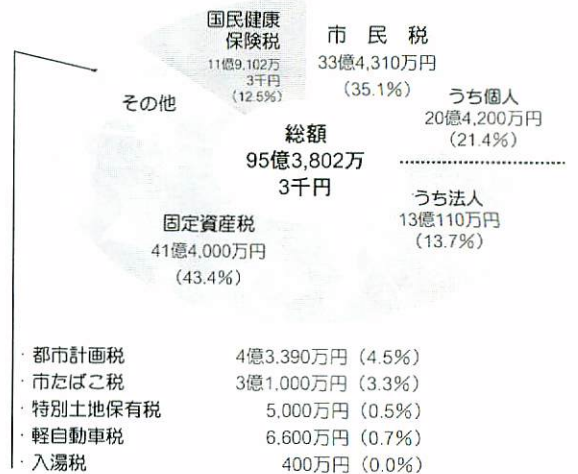 国民健康
保険税
11億9,102万
3千円
(12.5%)
市民税
33億4,310万円
(35.1%)
うち個人
20億4,200万円
(21.4%)
うち法人
13億110万円
(13.7%)
その他
総額
95億3,802万
3千円
固定資産税
41億4,000万円
(43.4%)
・都市計画税 4億3,390万円 (4.5%)
・市たばこ税 3億1,000万円 (3.3%)
・特別土地保有税 5,000万円 (0.5%)
・軽自動車税 6,600万円 (0.7%)
・入湯税 400万円 (0.0%)